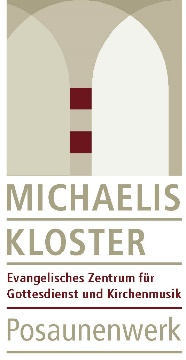 MICHAELIS
KLOSTER
Evangelisches Zentrum für
Gottesdienst und Kirchenmusik
Posaunenwerk